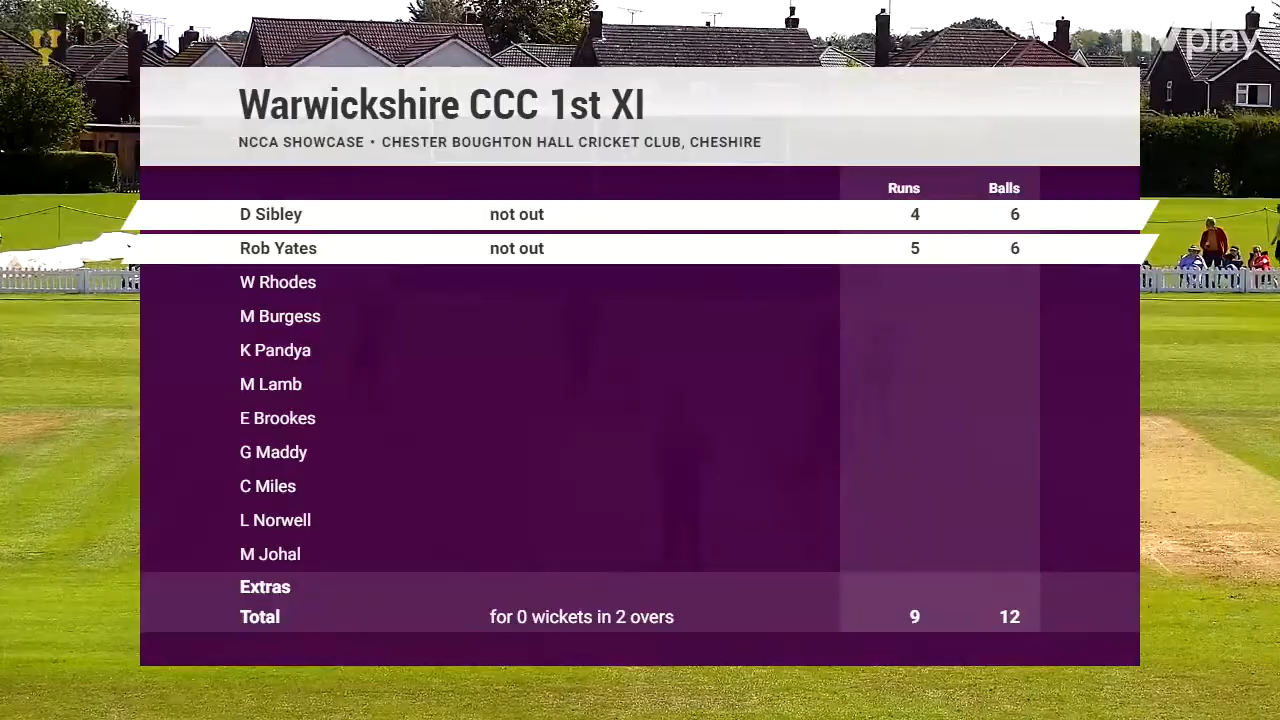 nvplay
Warwickshire CCC 1st XI
NCCA SHOWCASE • CHESTER BOUGHTON HALL CRICKET CLUB, CHESHIRE
Runs Balls
D Sibley not out 4 6
Rob Yates not out 5 6
W Rhodes
M Burgess
K Pandya
M Lamb
E Brookes
G Maddy
C Miles
L Norwell
M Johal
Extras
Total for 0 wickets in 2 overs 9 12